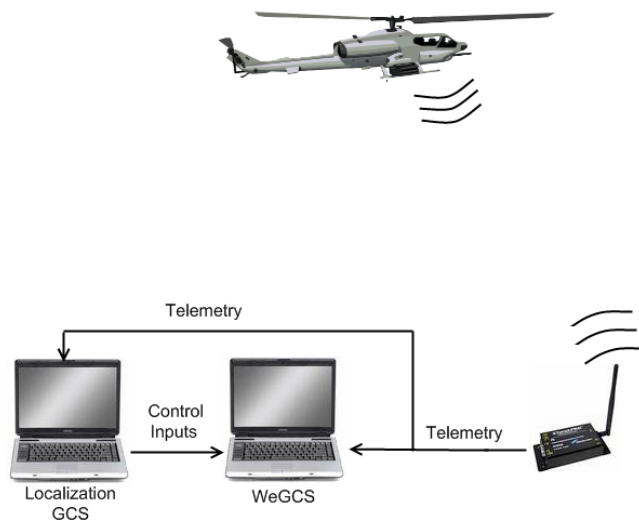 Telemetry
Control
Inputs
Telemetry
Localization
GCS
WeGCS